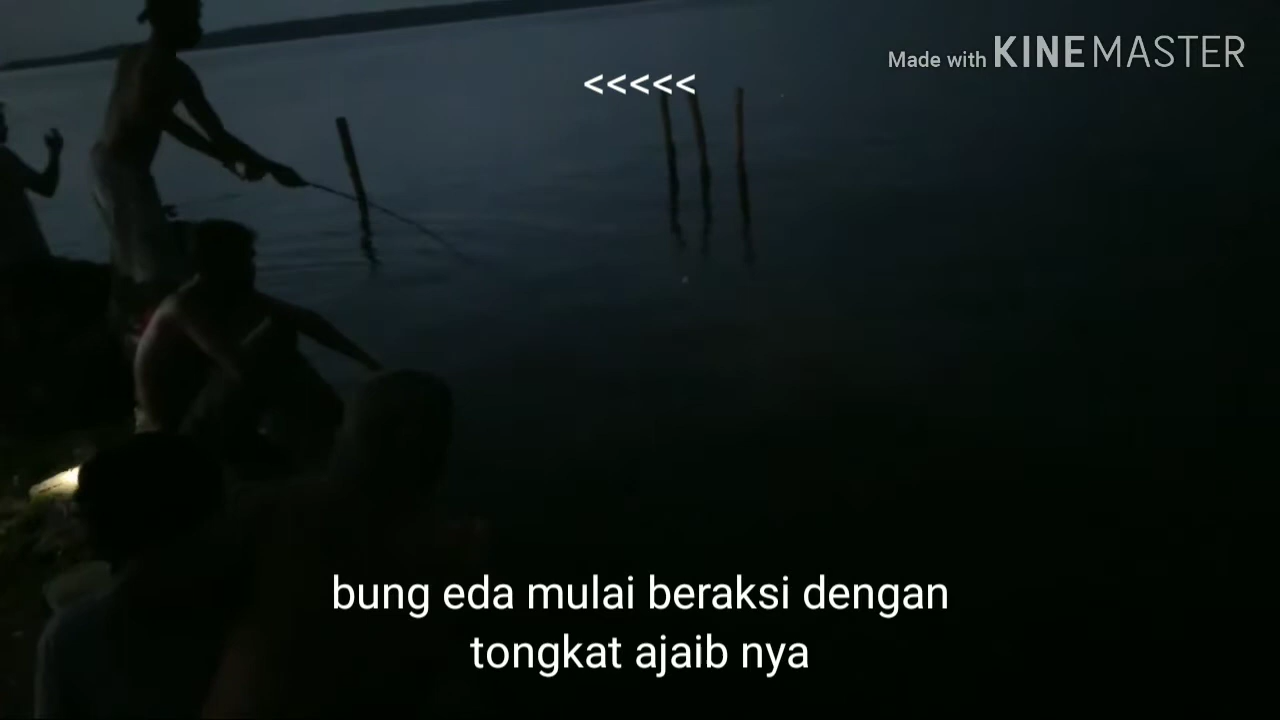 Made with KINEMASTER
<<<<<
bung eda mulai beraksi dengan
tongkat ajaib nya